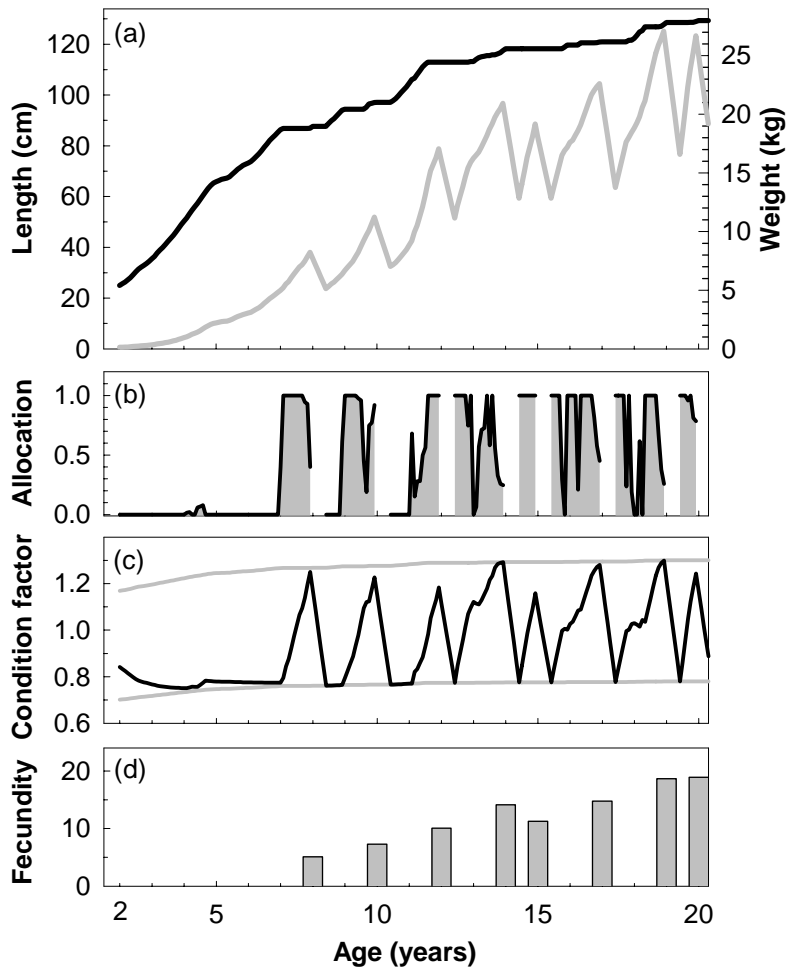 (a)
120
100
80
60
40
20
0
Length (cm)
25
20
15
10
5
0
Weight (kg)
(b)
1.0
0.5
0.0
Allocation
(c)
1.2
1.0
0.8
0.6
Condition factor
(d)
20
10
0
Fecundity
2 5 10 15 20
Age (years)